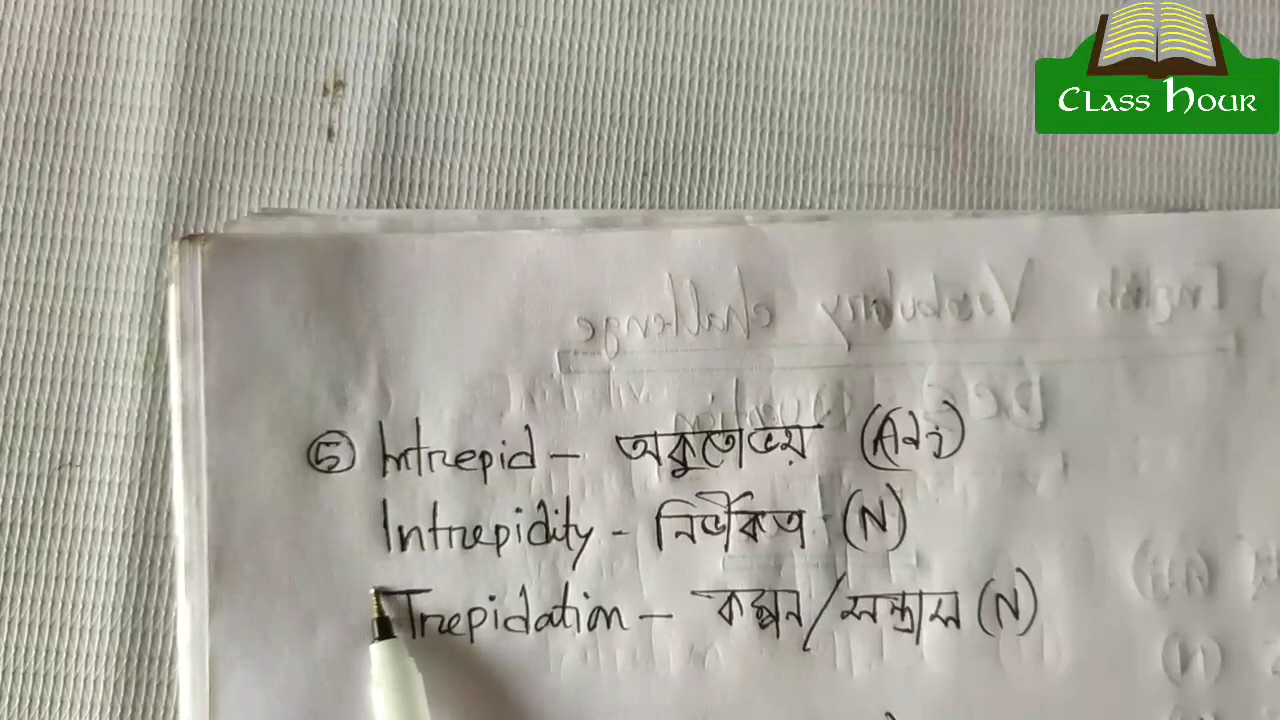 CLASS HOUR
⑤ Intrepid - অকুতোভয় (Adj)
Intrepidity - নির্ভীকতা (N)
Trepidation - কম্পন/সন্ত্রাস (N)